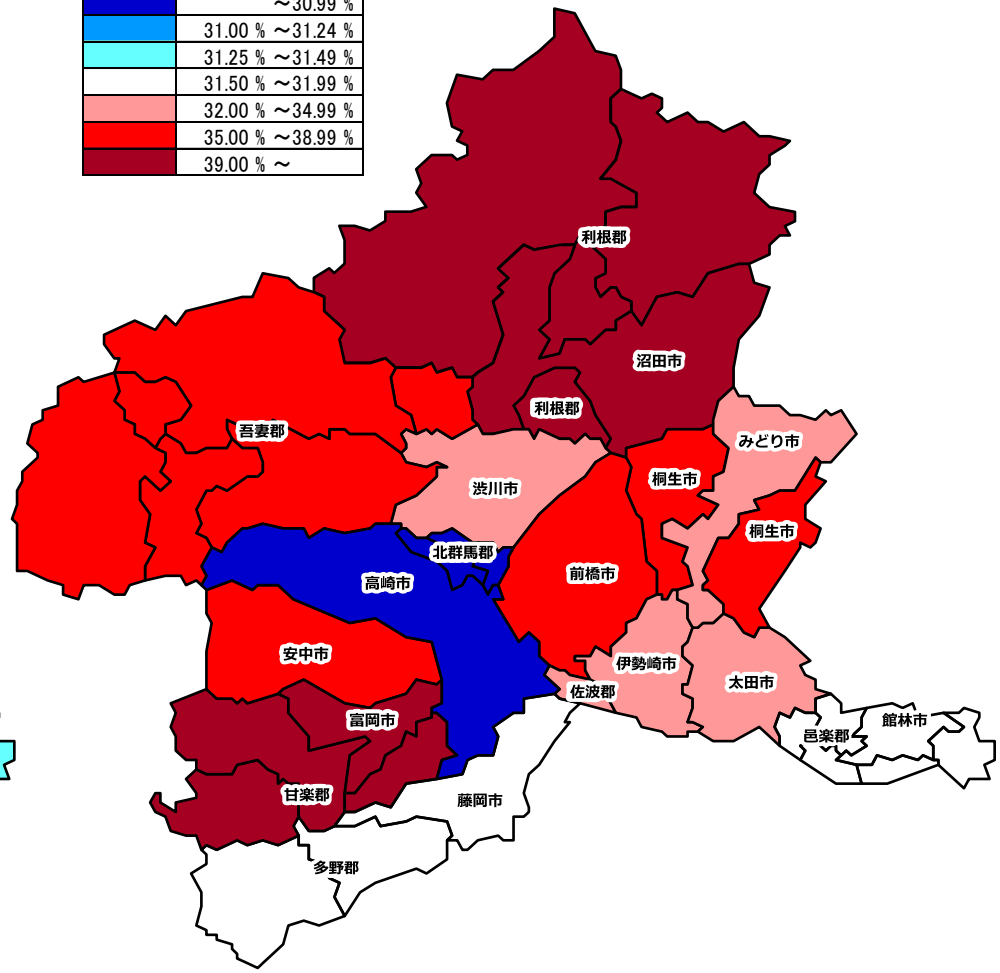 ～30.99 %
31.00 % ～31.24 %
31.25 % ～31.49 %
31.50 % ～31.99 %
32.00 % ～34.99 %
35.00 % ～38.99 %
39.00 % ～
利根郡
沼田市
利根郡
吾妻郡
みどり市
桐生市
渋川市
桐生市
北群馬郡
前橋市
高崎市
安中市
伊勢崎市
太田市
佐波郡
富岡市
館林市
邑楽郡
甘楽郡
藤岡市
多野郡